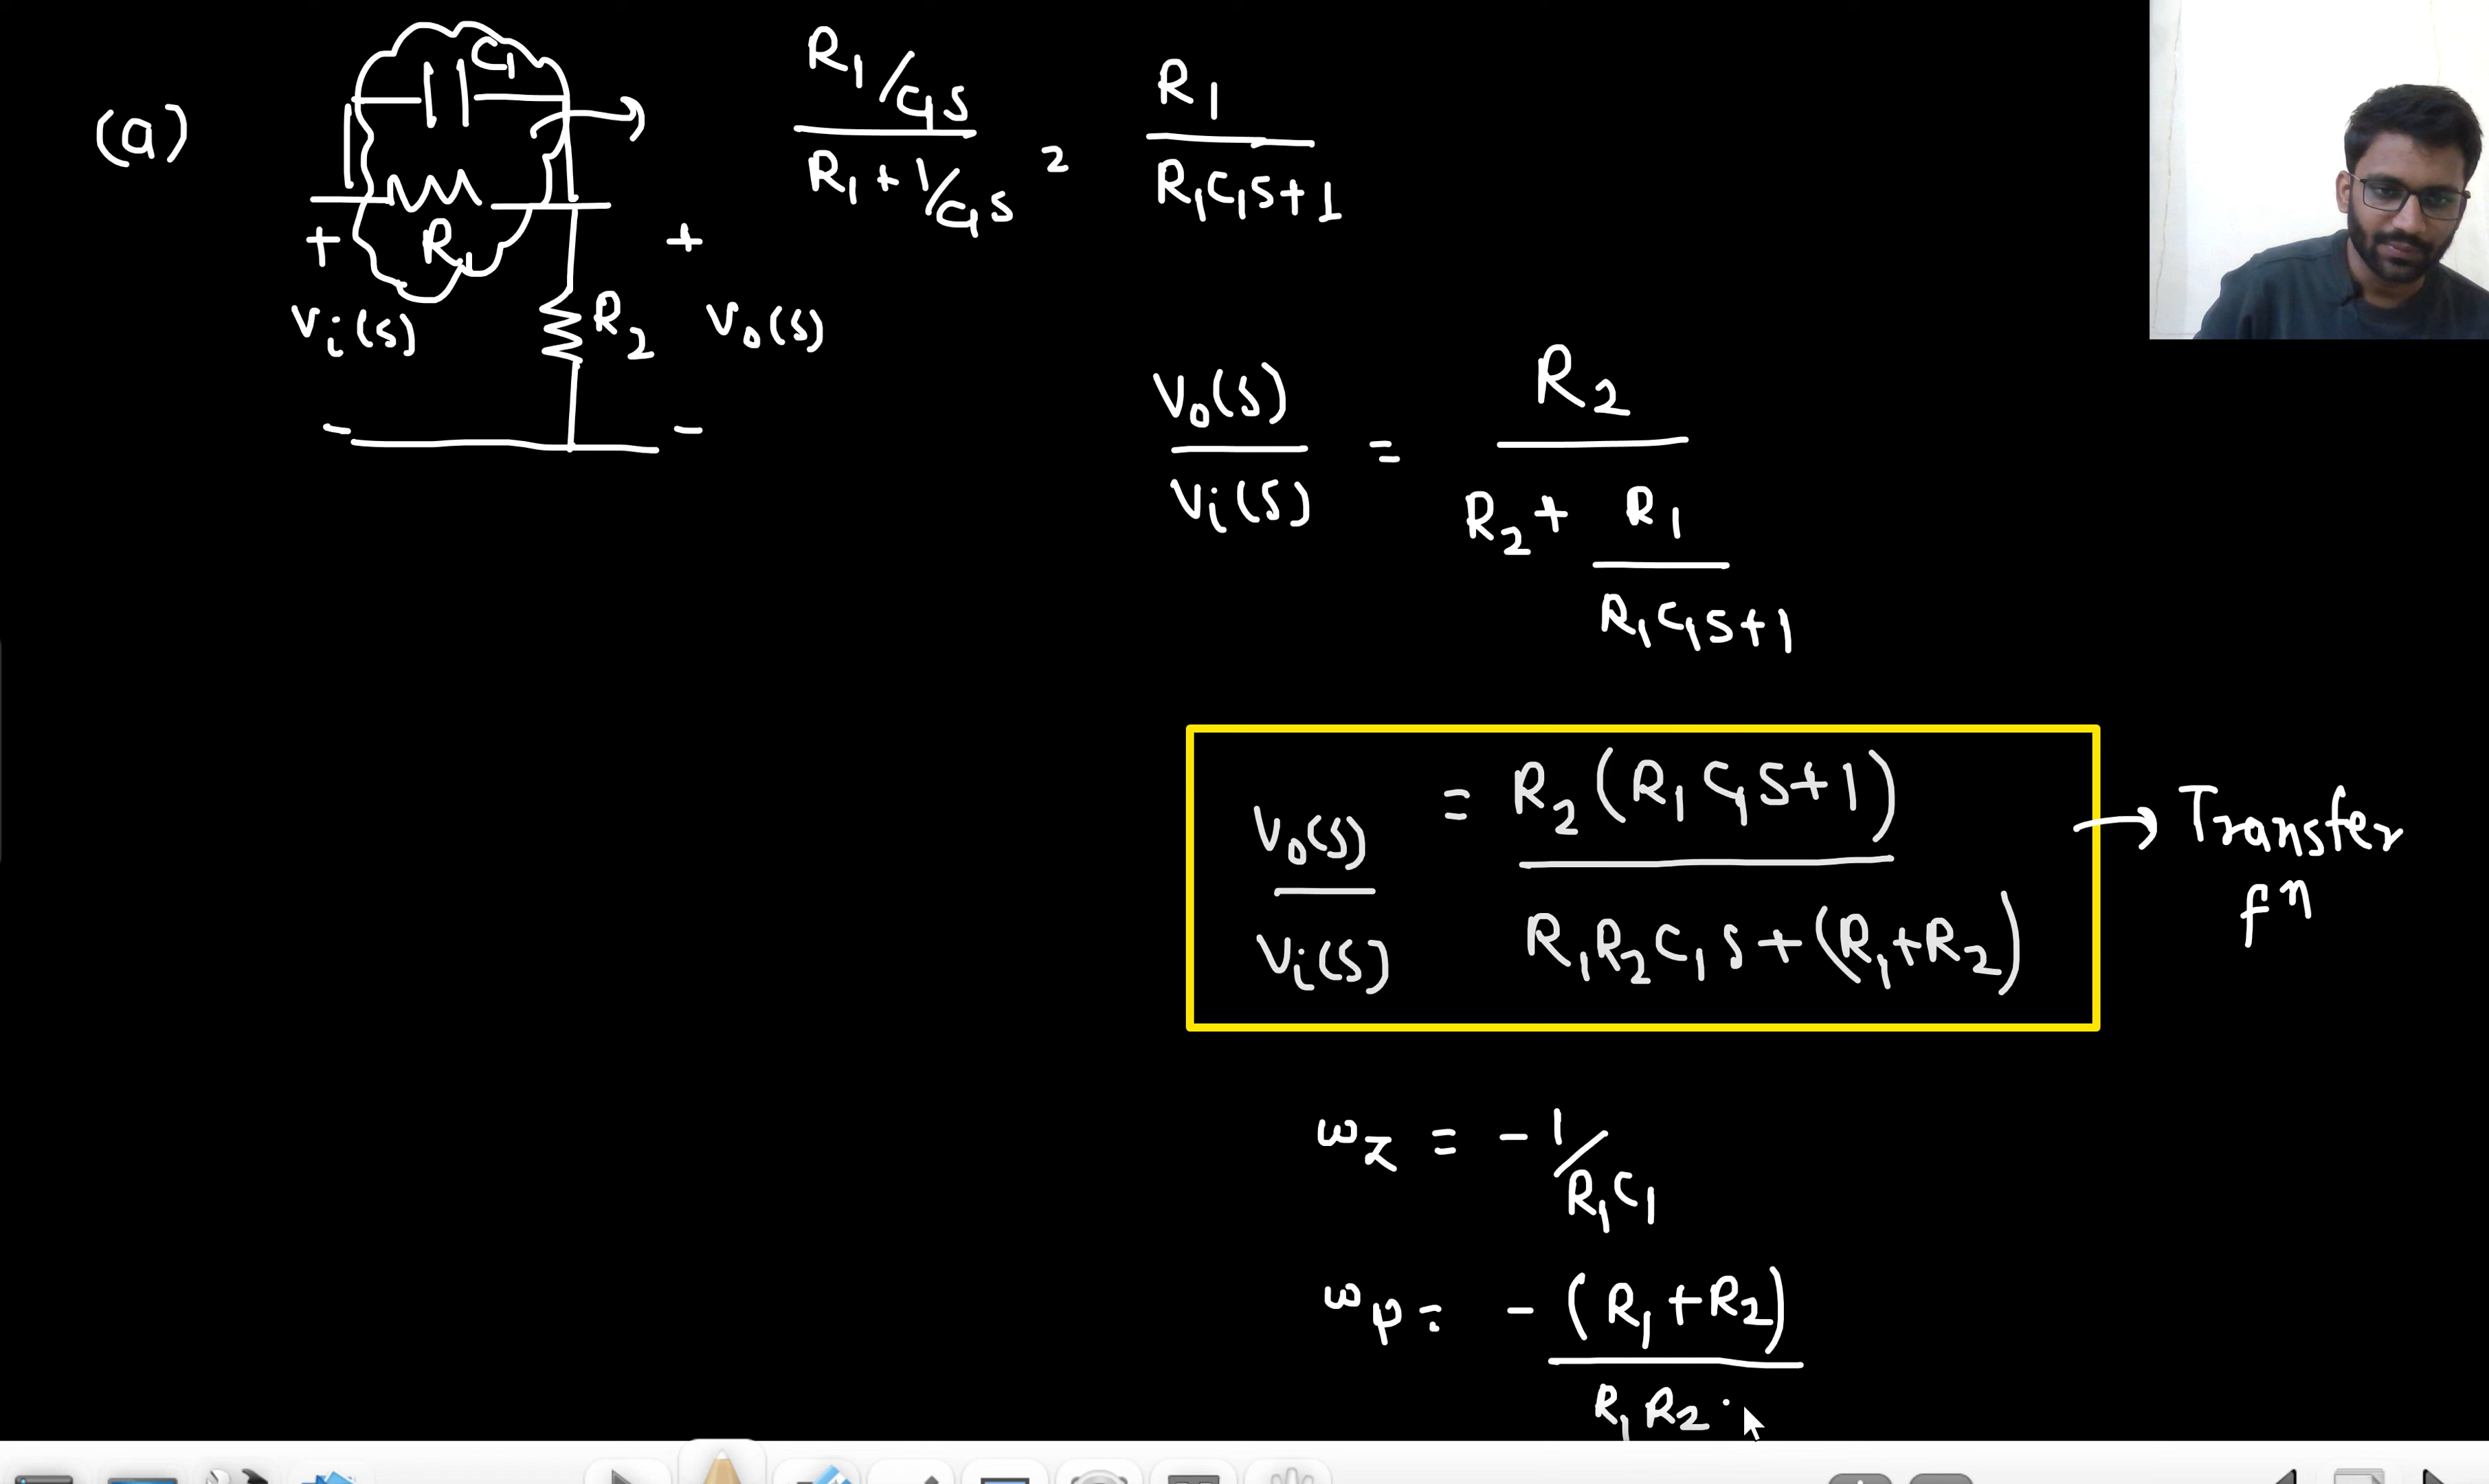 (a)
C1
R1
+
Vi(s)
-
R2
+
Vo(s)
-
R1/C1s / R1+1/C1s = R1 / R1C1s+1
Vo(s) / Vi(s) = R2 / R2 + R1 / R1C1s+1
Vo(s) / Vi(s) = R2(R1C1s+1) / R1R2C1s+(R1+R2)
Transfer
fn
ωz = -1/R1C1
ωp = -(R1+R2) / R1R2